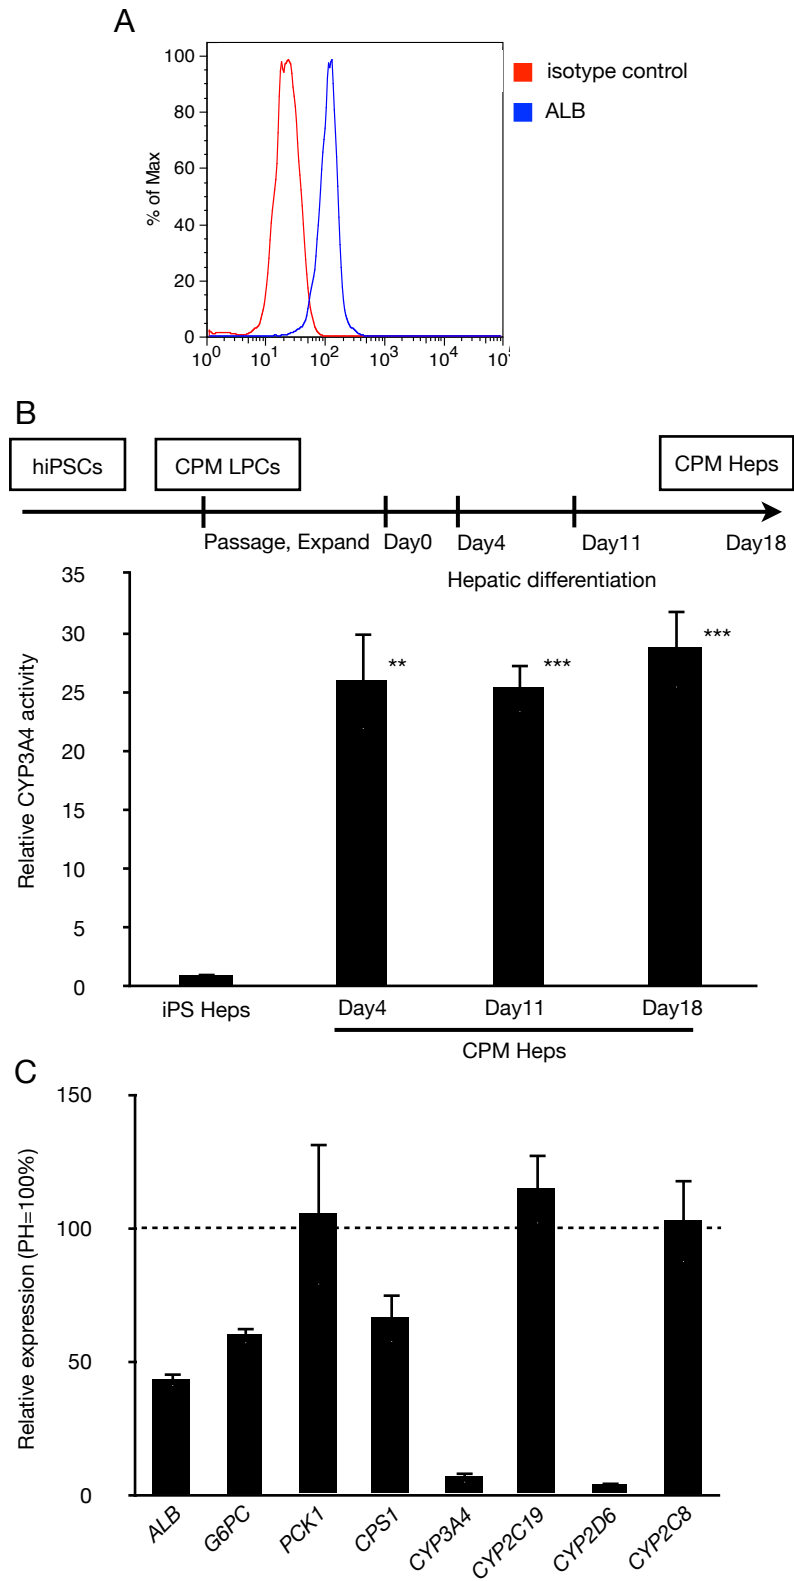 A
100
80
60
40
20
0
% of Max
10⁰ 10¹ 10² 10³ 10⁴
isotype control
ALB
B
hiPSCs
CPM LPCs
CPM Heps
Passage, Expand Day0 Day4 Day11 Day18
Hepatic differentiation
35
30
25
20
15
10
5
0
Relative CYP3A4 activity
**
***
***
iPS Heps Day4 Day11 Day18
CPM Heps
C
150
100
50
0
Relative expression (PH=100%)
ALB G6PC PCK1 CPS1 CYP3A4 CYP2C19 CYP2D6 CYP2C8